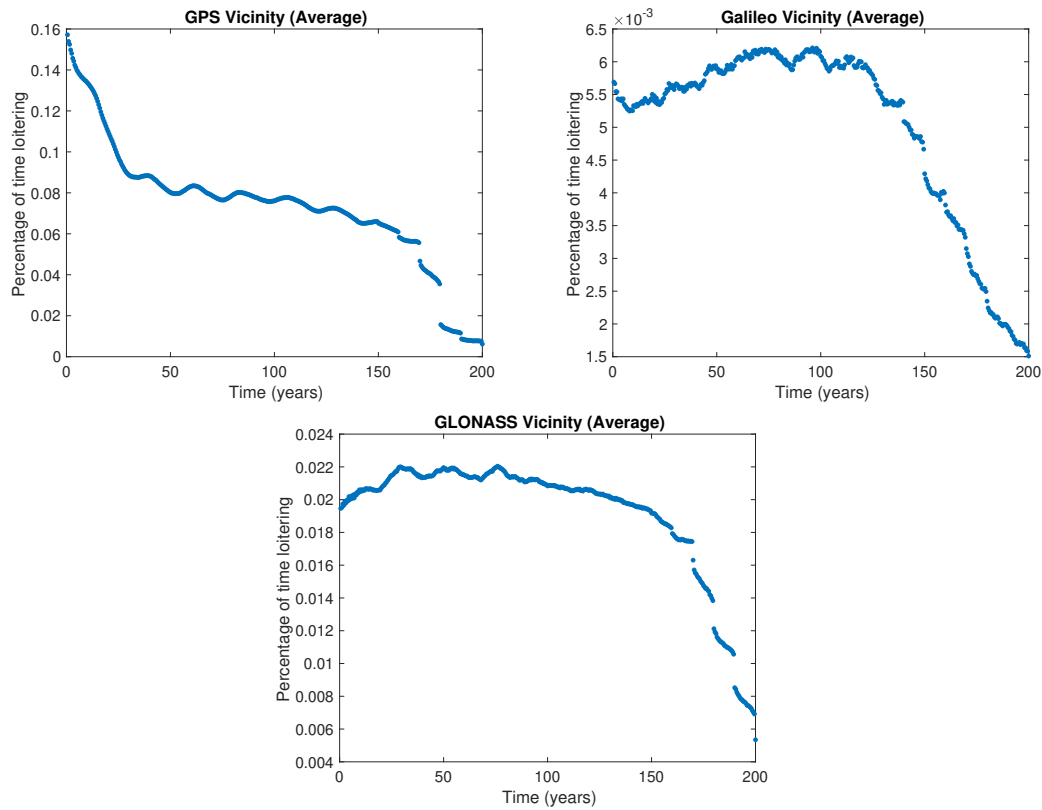 GPS Vicinity (Average)
0.16
0.14
0.12
0.1
0.08
0.06
0.04
0.02
0
Percentage of time loitering
0 50 100 150 200
Time (years)
Galileo Vicinity (Average)
×10⁻³
6.5
6
5.5
5
4.5
4
3.5
3
2.5
2
1.5
Percentage of time loitering
0 50 100 150 200
Time (years)
GLONASS Vicinity (Average)
0.024
0.022
0.02
0.018
0.016
0.014
0.012
0.01
0.008
0.006
0.004
Percentage of time loitering
0 50 100 150 200
Time (years)